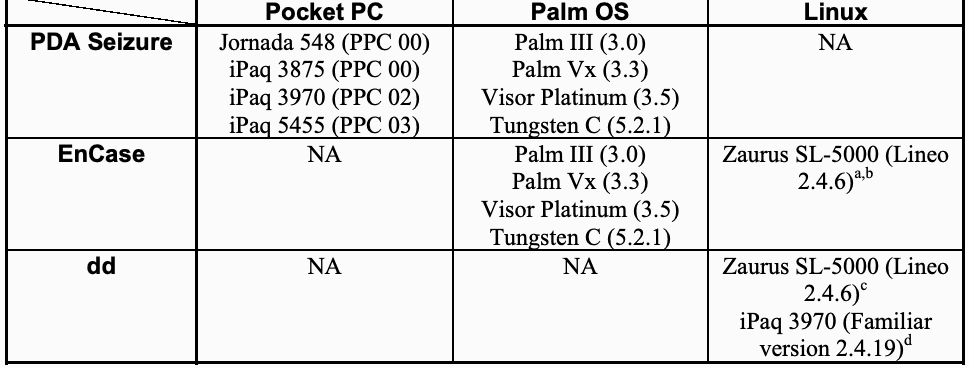 Pocket PC Palm OS Linux
PDA Seizure Jornada 548 (PPC 00) Palm III (3.0) NA
iPaq 3875 (PPC 00) Palm Vx (3.3)
iPaq 3970 (PPC 02) Visor Platinum (3.5)
iPaq 5455 (PPC 03) Tungsten C (5.2.1)
EnCase NA Palm III (3.0) Zaurus SL-5000 (Lineo
Palm Vx (3.3) 2.4.6)a,b
Visor Platinum (3.5)
Tungsten C (5.2.1)
dd NA NA Zaurus SL-5000 (Lineo
2.4.6)c
iPaq 3970 (Familiar
version 2.4.19)d